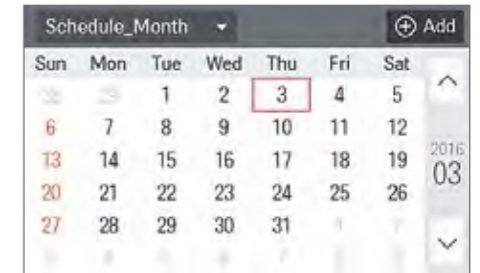 Schedule_Month Add
Sun Mon Tue Wed Thu Fri Sat
28 29 1 2 3 4 5
6 7 8 9 10 11 12
13 14 15 16 17 18 19
2016
03
20 21 22 23 24 25 26
27 28 29 30 31